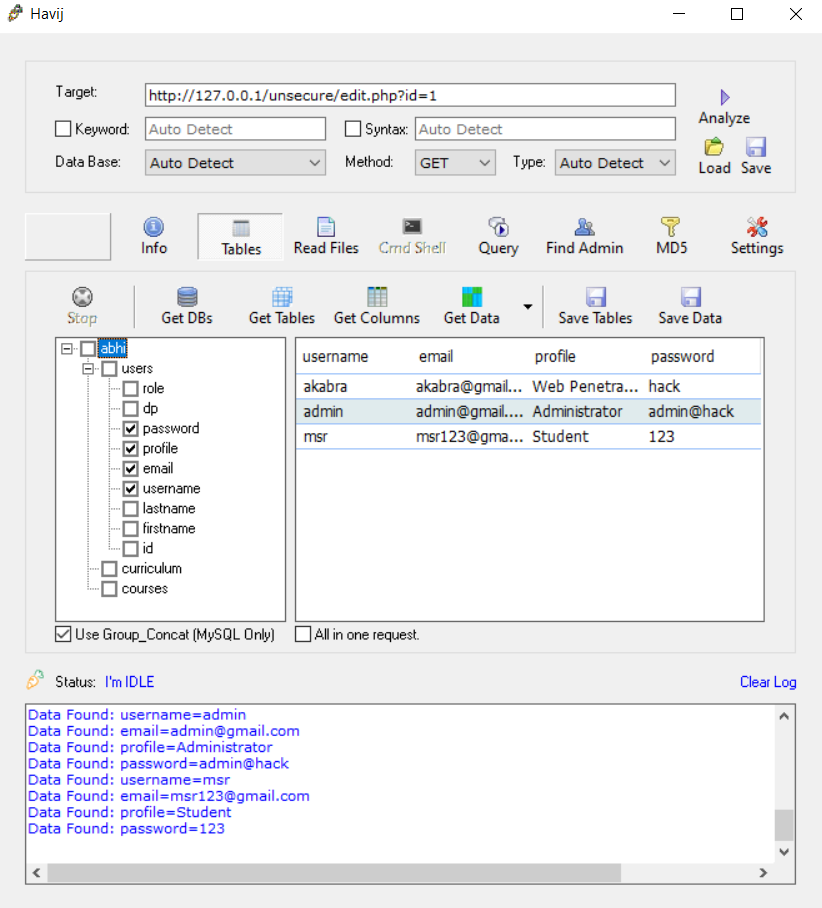 Havij
Target: http://127.0.0.1/unsecure/edit.php?id=1
Analyze
Keyword: Auto Detect Syntax: Auto Detect
Data Base: Auto Detect Method: GET Type: Auto Detect
Load Save
Info Tables Read Files Cmd Shell Query Find Admin MD5 Settings
Stop Get DBs Get Tables Get Columns Get Data Save Tables Save Data
abhi
users
role
dp
password
profile
email
username
lastname
firstname
id
curriculum
courses
username email profile password
akabra akabra@gmail... Web Penetra... hack
admin admin@gmail.... Administrator admin@hack
msr msr123@gma... Student 123
Use Group_Concat (MySQL Only) All in one request.
Status: I'm IDLE Clear Log
Data Found: username=admin
Data Found: email=admin@gmail.com
Data Found: profile=Administrator
Data Found: password=admin@hack
Data Found: username=msr
Data Found: email=msr123@gmail.com
Data Found: profile=Student
Data Found: password=123